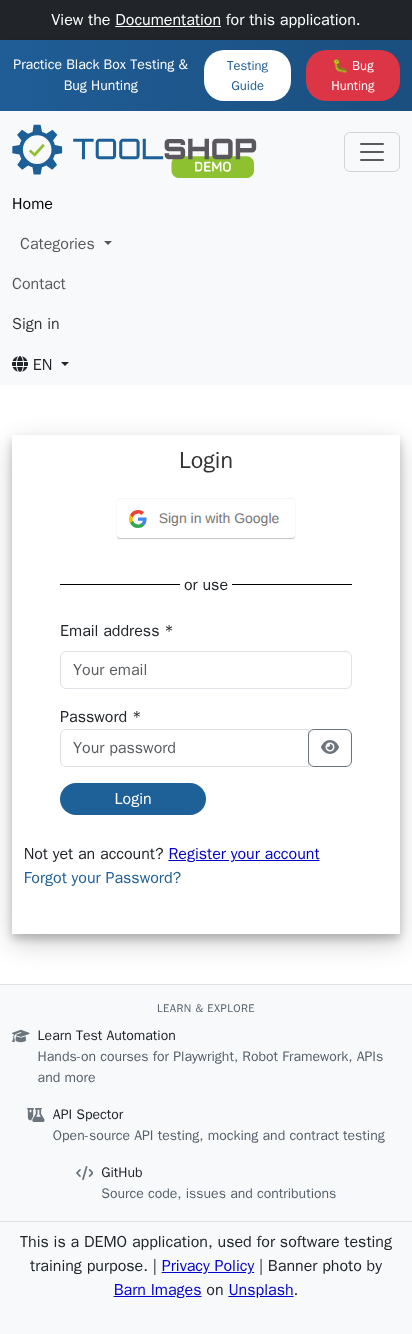 View the Documentation for this application.
Practice Black Box Testing &
Bug Hunting
Testing
Guide
Bug
Hunting
TOOLSHOP
DEMO
Home
Categories
Contact
Sign in
EN
Login
Sign in with Google
or use
Email address *
Your email
Password *
Your password
Login
Not yet an account? Register your account
Forgot your Password?
LEARN & EXPLORE
Learn Test Automation
Hands-on courses for Playwright, Robot Framework, APIs
and more
API Spector
Open-source API testing, mocking and contract testing
GitHub
Source code, issues and contributions
This is a DEMO application, used for software testing
training purpose. | Privacy Policy | Banner photo by
Barn Images on Unsplash.